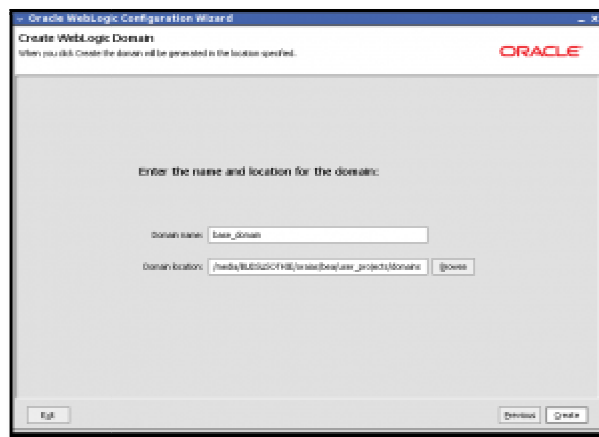 Oracle WebLogic Configuration Wizard
Create WebLogic Domain
When you click Create the domain will be generated in the location specified.
ORACLE
Enter the name and location for the domain:
Domain name: base_domain
Domain location: /user_projects/domains Browse
Exit Previous Create